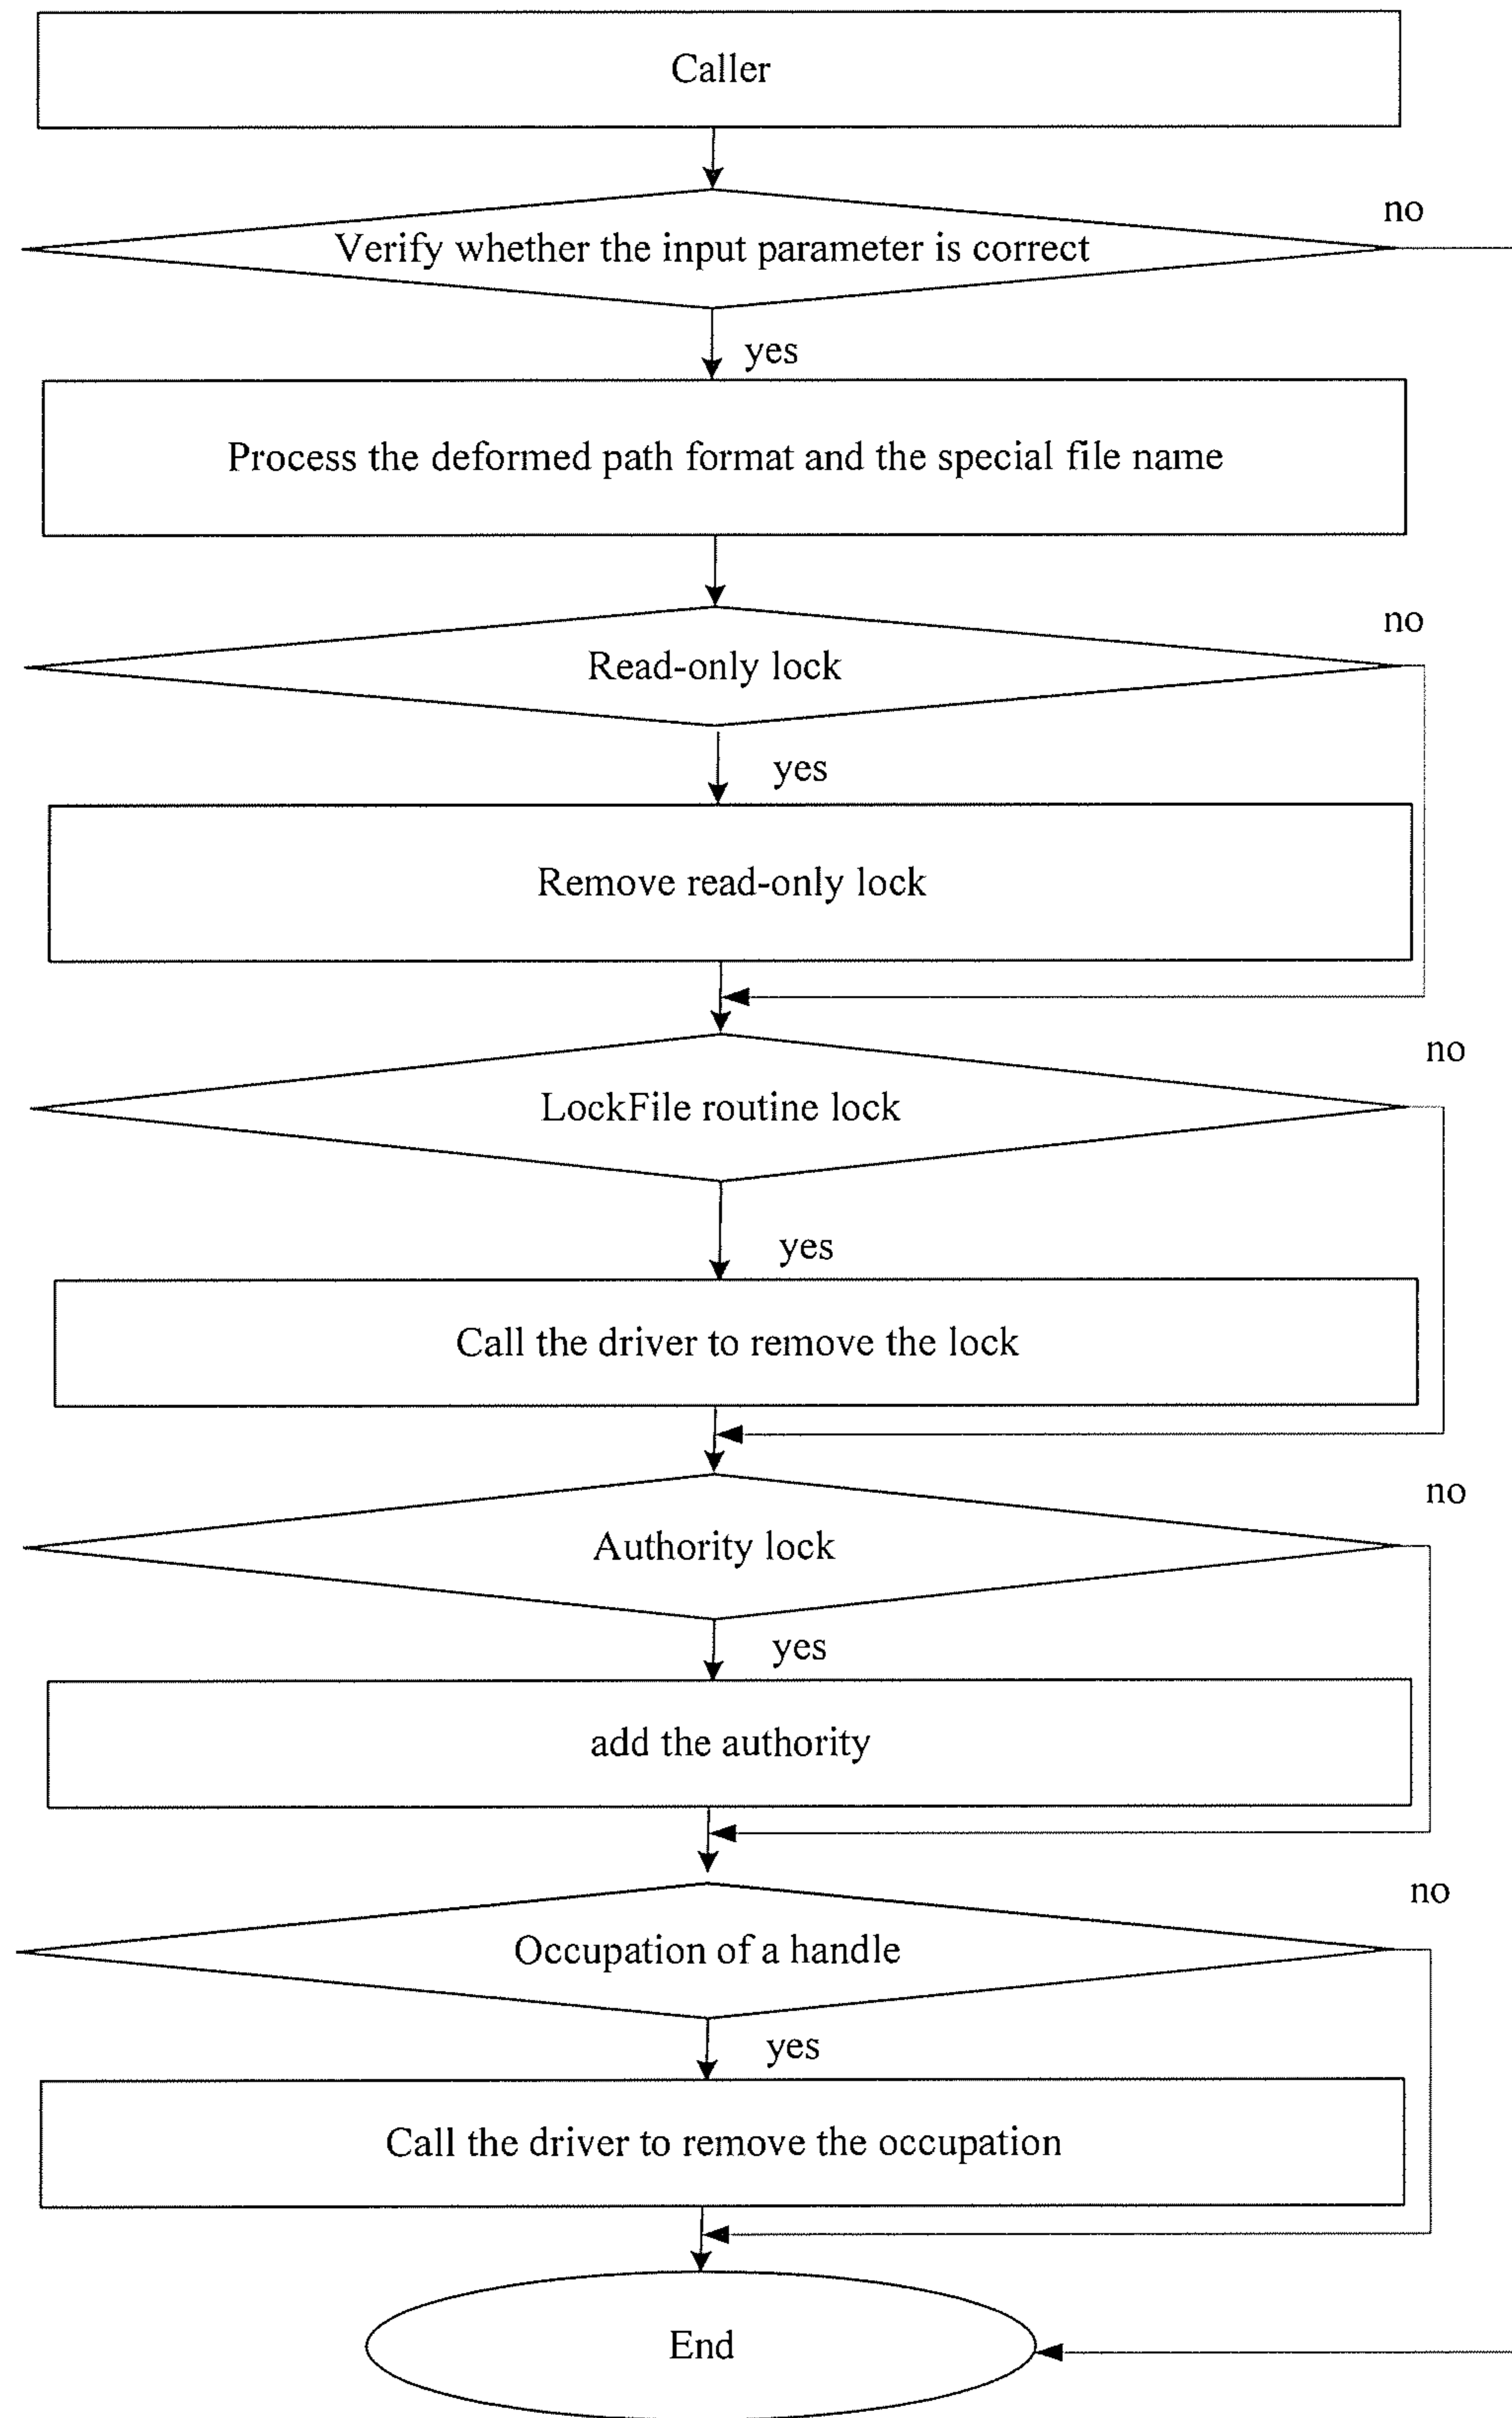 Caller
no
Verify whether the input parameter is correct
yes
Process the deformed path format and the special file name
no
Read-only lock
yes
Remove read-only lock
no
LockFile routine lock
yes
Call the driver to remove the lock
no
Authority lock
yes
add the authority
no
Occupation of a handle
yes
Call the driver to remove the occupation
End